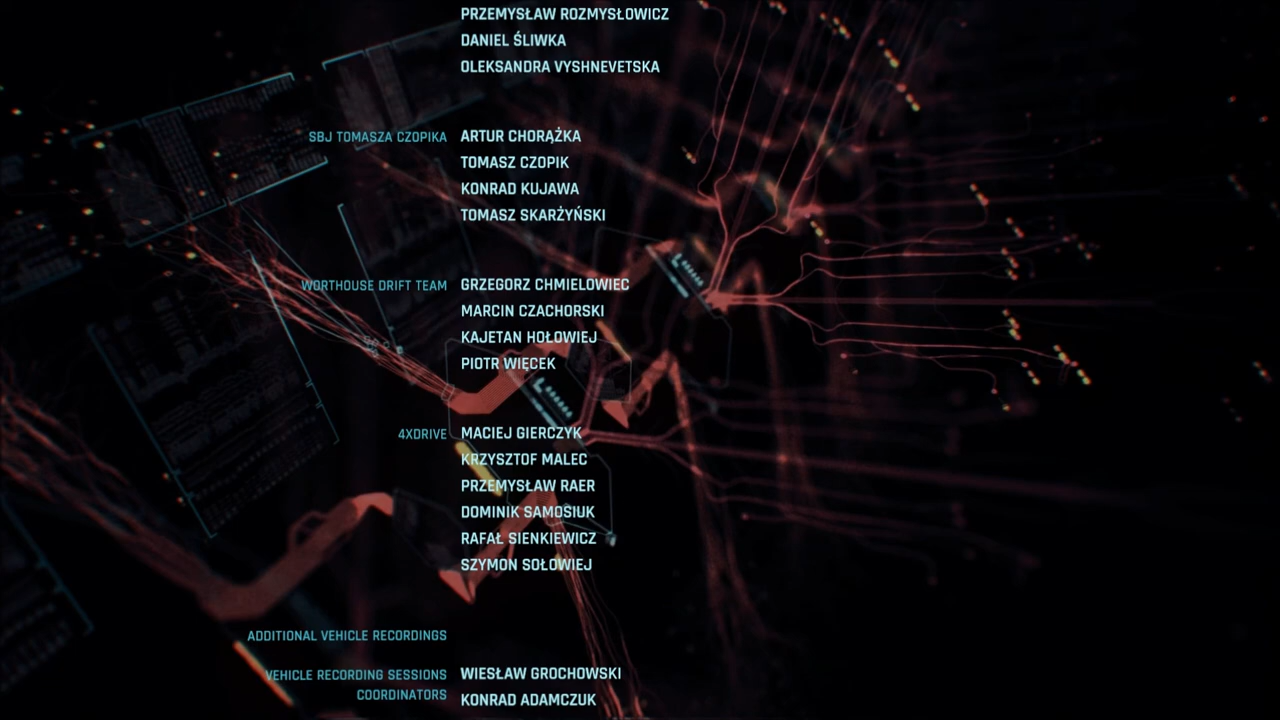 PRZEMYSŁAW ROZMYSŁOWICZ
DANIEL ŚLIWKA
OLEKSANDRA VYSHNEVETSKA
SBJ TOMASZA CZOPIKA ARTUR CHORĄŻKA
TOMASZ CZOPIK
KONRAD KUJAWA
TOMASZ SKARŻYŃSKI
WORTHOUSE DRIFT TEAM GRZEGORZ CHMIELOWIEC
MARCIN CZACHORSKI
KAJETAN HOŁOWIEJ
PIOTR WIĘCEK
4XDRIVE MACIEJ GIERCZYK
KRZYSZTOF MALEC
PRZEMYSŁAW RAER
DOMINIK SAMOSIUK
RAFAŁ SIENKIEWICZ
SZYMON SOŁOWIEJ
ADDITIONAL VEHICLE RECORDINGS
VEHICLE RECORDING SESSIONS WIESŁAW GROCHOWSKI
COORDINATORS KONRAD ADAMCZUK